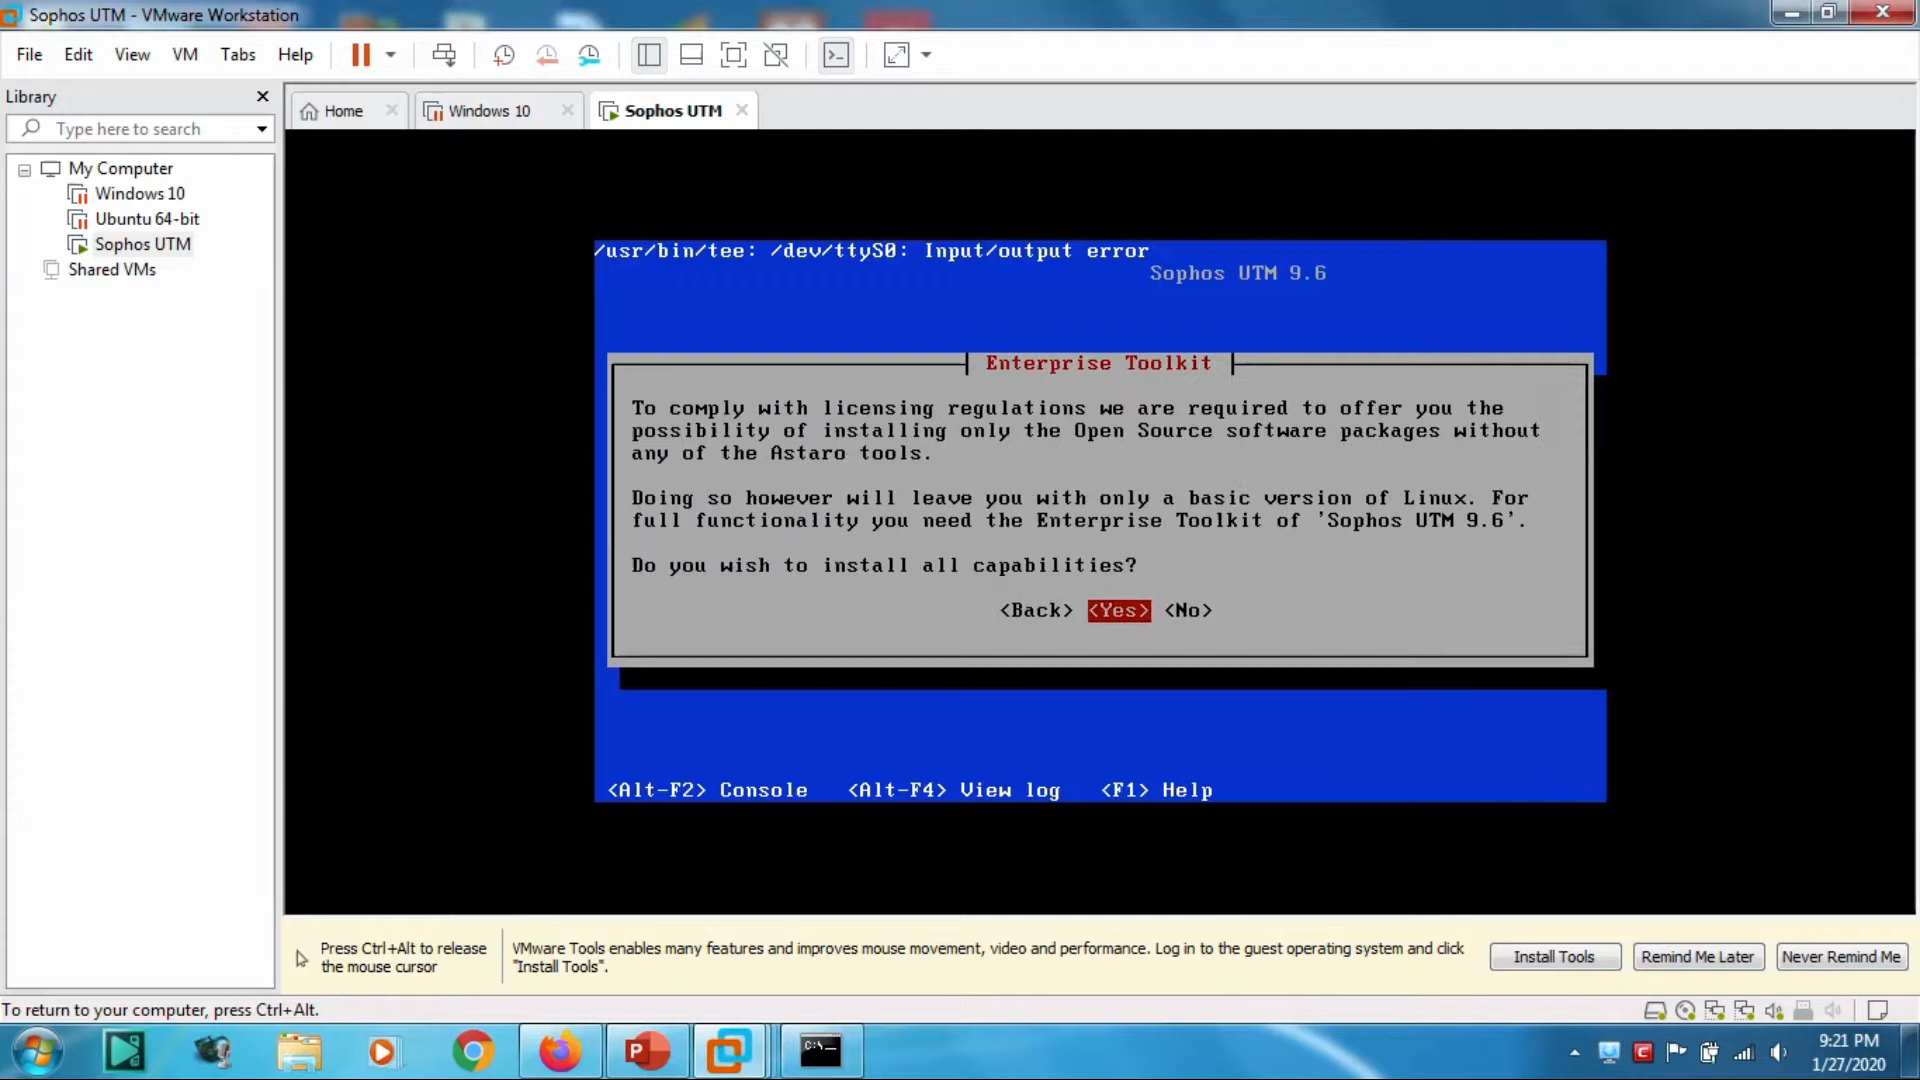 Sophos UTM - VMware Workstation
File Edit View VM Tabs Help
Library
Type here to search
My Computer
Windows 10
Ubuntu 64-bit
Sophos UTM
Shared VMs
Home
Windows 10
Sophos UTM
/usr/bin/tee: /dev/ttyS0: Input/output error
Sophos UTM 9.6
Enterprise Toolkit
To comply with licensing regulations we are required to offer you the
possibility of installing only the Open Source software packages without
any of the Astaro tools.
Doing so however will leave you with only a basic version of Linux. For
full functionality you need the Enterprise Toolkit of 'Sophos UTM 9.6'.
Do you wish to install all capabilities?
<Back> <Yes> <No>
<Alt-F2> Console <Alt-F4> View log <F1> Help
Press Ctrl+Alt to release
the mouse cursor
VMware Tools enables many features and improves mouse movement, video and performance. Log in to the guest operating system and click
"Install Tools".
Install Tools
Remind Me Later
Never Remind Me
To return to your computer, press Ctrl+Alt.
P
C:\
C
9:21 PM
1/27/2020